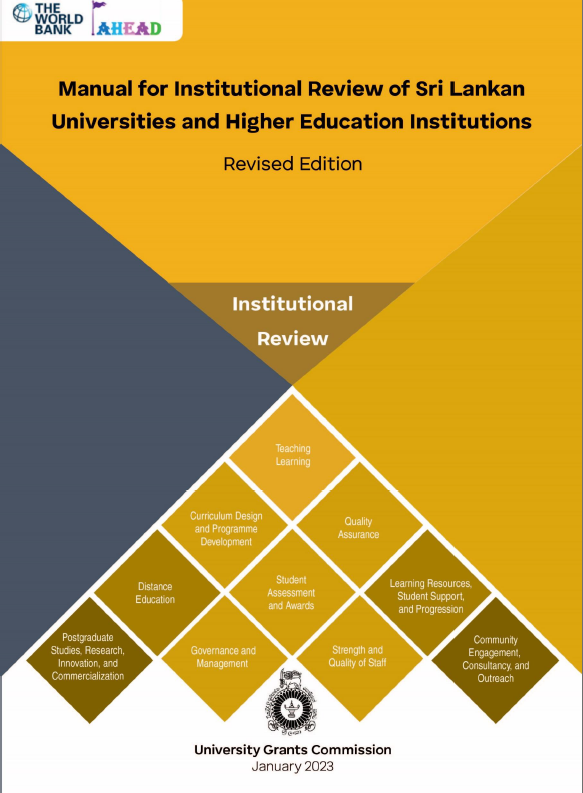 THE
WORLD
BANK
AHEAD
Manual for Institutional Review of Sri Lankan
Universities and Higher Education Institutions
Revised Edition
Institutional
Review
Teaching
Learning
Curriculum Design
and Programme
Development
Quality
Assurance
Distance
Education
Student
Assessment
and Awards
Learning Resources,
Student Support,
and Progression
Postgraduate
Studies, Research,
Innovation, and
Commercialization
Governance and
Management
Strength and
Quality of Staff
Community
Engagement,
Consultancy, and
Outreach
University Grants Commission
January 2023